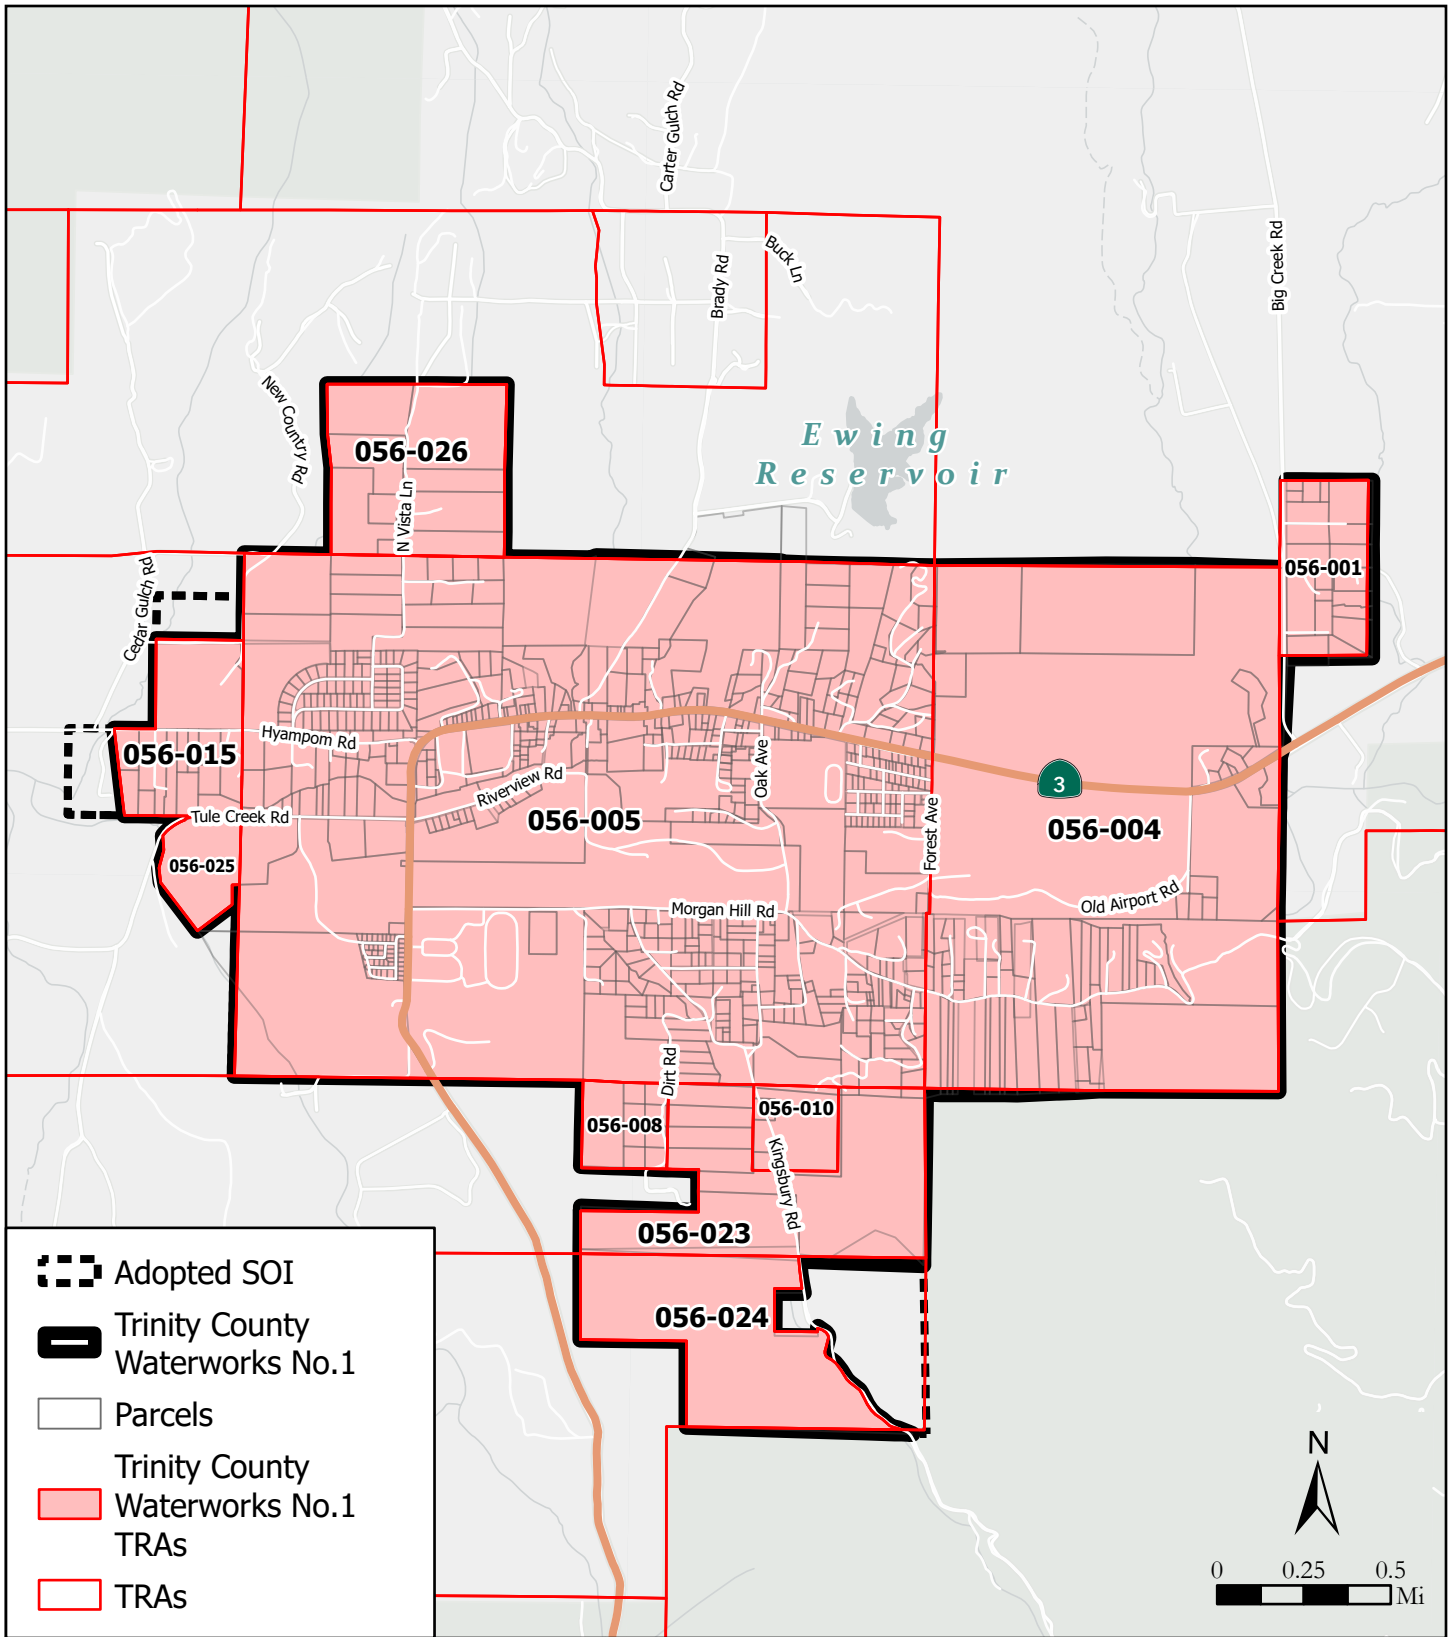 Carter Gulch Rd
Buck Ln
Brady Rd
Big Creek Rd
New Country Rd
056-026
Ewing
Reservoir
N Vista Ln
Cedar Gulch Rd
056-001
Hyampom Rd
056-015
Riverview Rd
Oak Ave
3
Tule Creek Rd
056-005
Forest Ave
056-004
056-025
Morgan Hill Rd
Old Airport Rd
Dirt Rd
056-010
056-008
Kingsbury Rd
056-023
056-024
Adopted SOI
Trinity County
Waterworks No.1
Parcels
Trinity County
Waterworks No.1
TRAs
TRAs
N
0 0.25 0.5
Mi